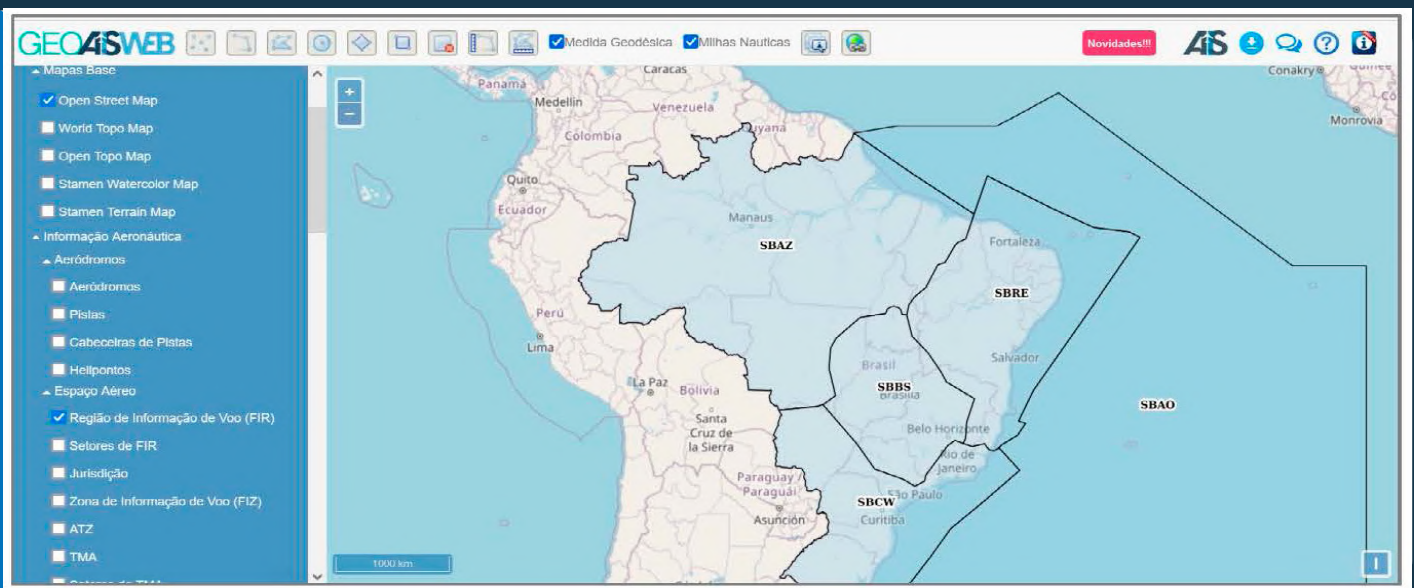 GEOAISWEB
Medida Geodésica
Milhas Nauticas
Novidades!!!
AIS
Mapas Base
Open Street Map
World Topo Map
Open Topo Map
Stamen Watercolor Map
Stamen Terrain Map
Informação Aeronáutica
Aeródromos
Aeródromos
Pistas
Cabeceiras de Pistas
Helipontos
Espaço Aéreo
Região de Informação de Voo (FIR)
Setores de FIR
Jurisdição
Zona de Informação de Voo (FIZ)
ATZ
TMA
+
−
Caracas
Panamá
Medellín
Venezuela
Guyana
Colombia
Conakry
Monrovia
Quito
Ecuador
Manaus
SBAZ
Fortaleza
SBRE
Perú
Lima
Salvador
Brasil
SBBS
Brasília
La Paz
Bolivia
SBAO
Santa
Cruz de
la Sierra
Belo Horizonte
Rio de
Janeiro
Paraguay /
Paraguái
São Paulo
SBCW
Asunción
Curitiba
1000 km